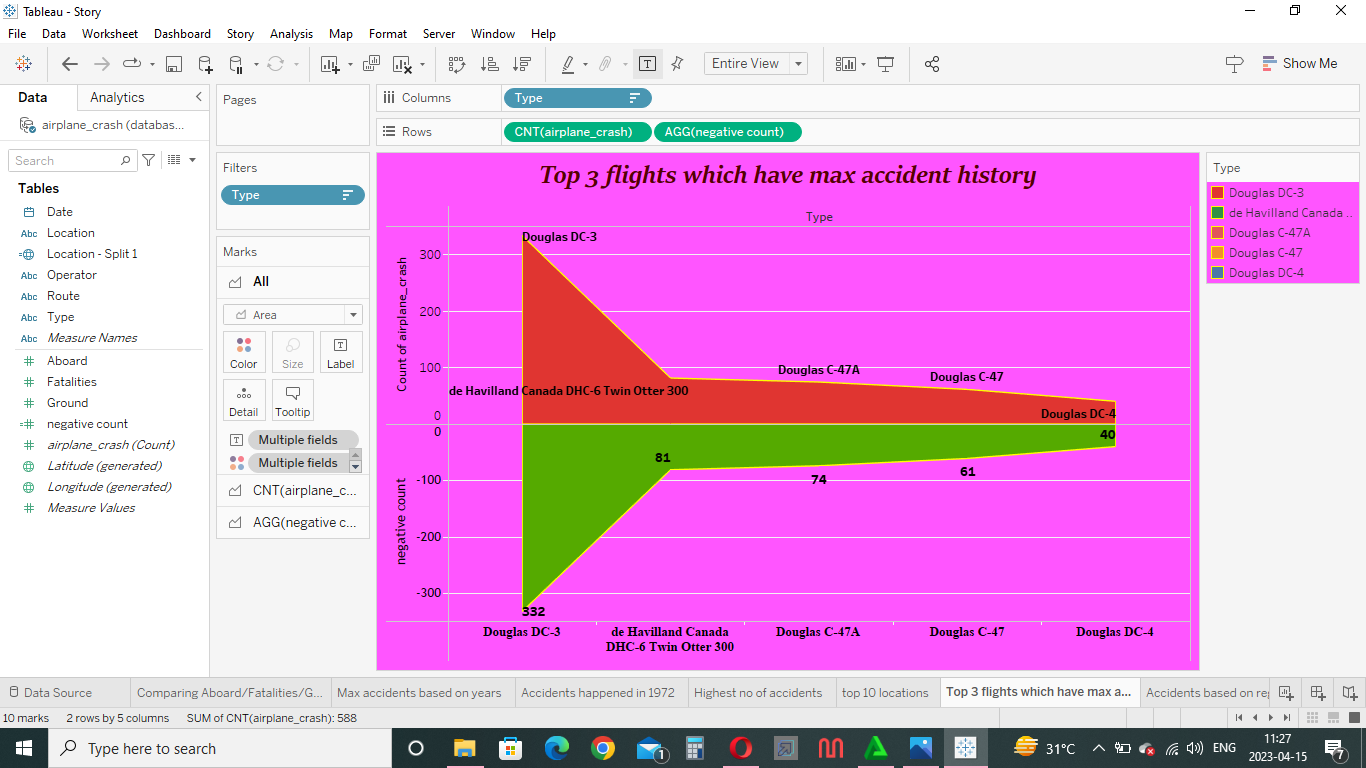 Tableau - Story
File Data Worksheet Dashboard Story Analysis Map Format Server Window Help
Entire View
Show Me
Data Analytics
airplane_crash (databas...
Search
Tables
Date
Abc Location
Location - Split 1
Abc Operator
Abc Route
Abc Type
Abc Measure Names
Aboard
Fatalities
Ground
negative count
airplane_crash (Count)
Latitude (generated)
Longitude (generated)
Measure Values
Pages
Filters
Type
Marks
All
Area
Color Size Label
Detail Tooltip
Multiple fields
Multiple fields
CNT(airplane_c...
AGG(negative c...
Columns Type
Rows CNT(airplane_crash) AGG(negative count)
Top 3 flights which have max accident history
Type
Count of airplane_crash
300
200
100
0
Douglas DC-3
de Havilland Canada DHC-6 Twin Otter 300
Douglas C-47A
Douglas C-47
Douglas DC-4
negative count
0
-100
-200
-300
332
81
74
61
40
Douglas DC-3 de Havilland Canada Douglas C-47A Douglas C-47 Douglas DC-4
DHC-6 Twin Otter 300
Type
Douglas DC-3
de Havilland Canada ..
Douglas C-47A
Douglas C-47
Douglas DC-4
Data Source Comparing Aboard/Fatalities/G... Max accidents based on years Accidents happened in 1972 Highest no of accidents top 10 locations Top 3 flights which have max a... Accidents based on reg
10 marks 2 rows by 5 columns SUM of CNT(airplane_crash): 588
Type here to search
1
31°C ENG 11:27
2023-04-15
7